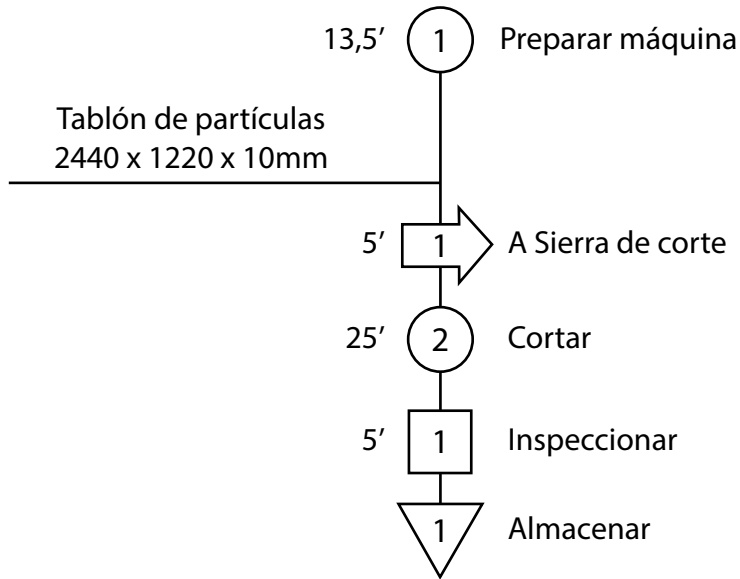 13,5′ 1 Preparar máquina
Tablón de partículas
2440 x 1220 x 10mm
5′ 1 A Sierra de corte
25′ 2 Cortar
5′ 1 Inspeccionar
1 Almacenar